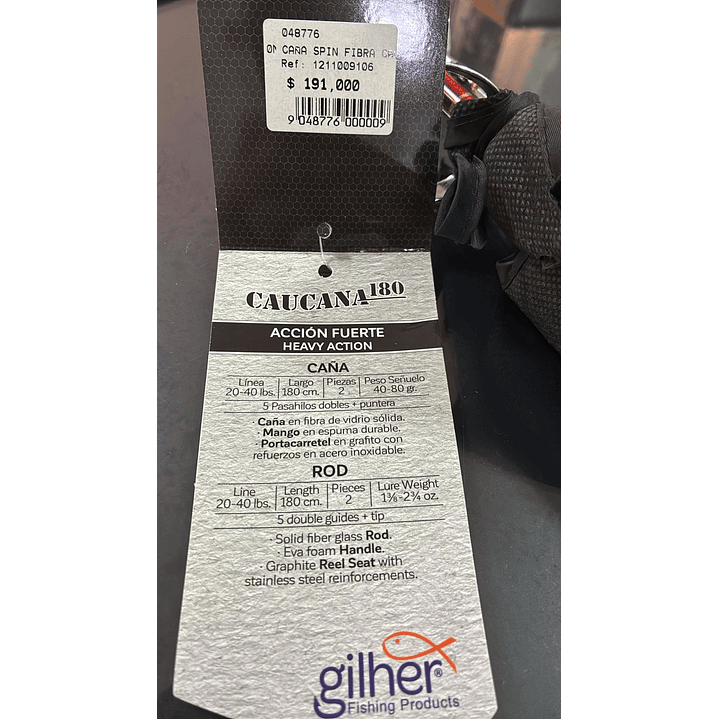 048776
CAÑA SPIN FIBRA
Ref: 1211009106
$ 191,000
9 048776 000009
CAUCANA 180
ACCIÓN FUERTE
HEAVY ACTION
CAÑA
Línea Largo Piezas Peso Señuelo
20-40 lbs. 180 cm. 2 40-80 gr.
5 Pasahilos dobles + puntera
· Caña en fibra de vidrio sólida.
· Mango en espuma durable.
· Portacarretel en grafito con
refuerzos en acero inoxidable.
ROD
Line Length Pieces Lure Weight
20-40 lbs. 180 cm. 2 1⅜-2¾ oz.
5 double guides + tip
· Solid fiber glass Rod.
· Eva foam Handle.
· Graphite Reel Seat with
stainless steel reinforcements.
gilher®
Fishing Products